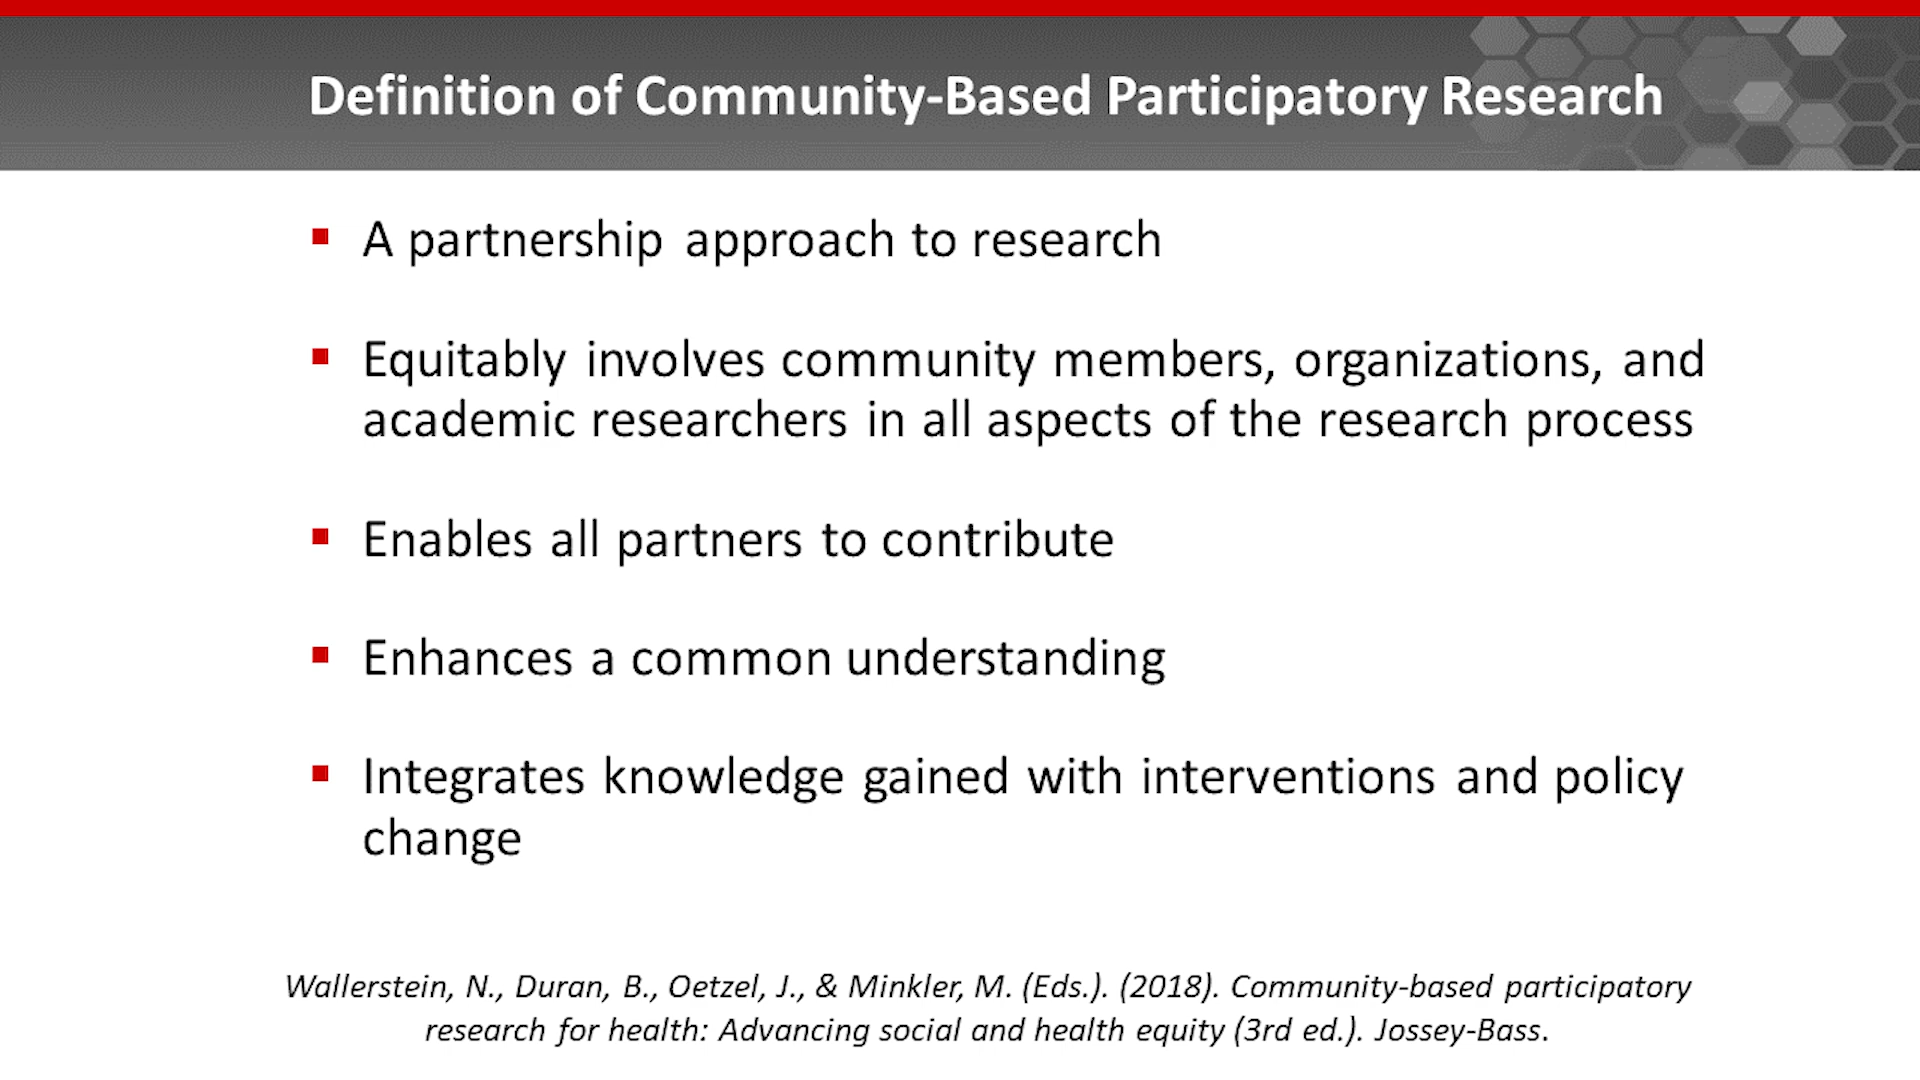 Definition of Community-Based Participatory Research
▪ A partnership approach to research
▪ Equitably involves community members, organizations, and
academic researchers in all aspects of the research process
▪ Enables all partners to contribute
▪ Enhances a common understanding
▪ Integrates knowledge gained with interventions and policy
change
Wallerstein, N., Duran, B., Oetzel, J., & Minkler, M. (Eds.). (2018). Community-based participatory
research for health: Advancing social and health equity (3rd ed.). Jossey-Bass.